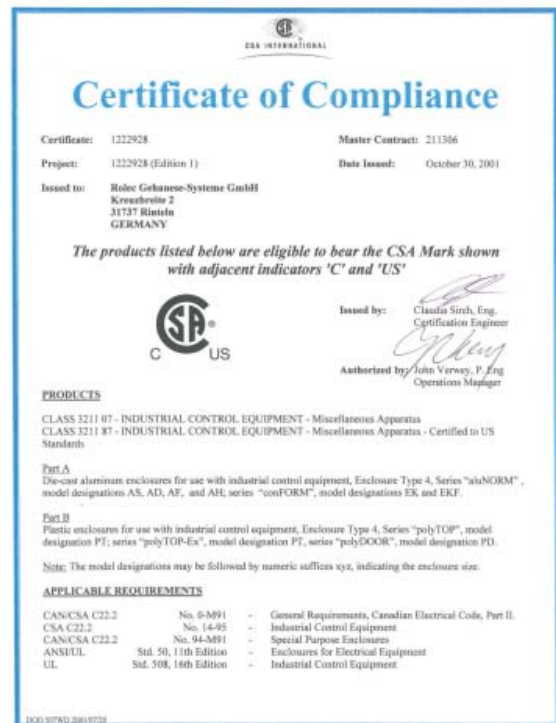 CSA INTERNATIONAL
Certificate of Compliance
Certificate: 1222928 Master Contract: 211306
Project: 1222928 (Edition 1) Date Issued: October 30, 2001
Issued to: Rolec Gehauese-Systeme GmbH
Kreuzbreite 2
31737 Rinteln
GERMANY
The products listed below are eligible to bear the CSA Mark shown
with adjacent indicators 'C' and 'US'
Issued by: Claudia Sirch, Eng.
Certification Engineer
C US
Authorized by: John Verwey, P. Eng
Operations Manager
PRODUCTS
CLASS 3211 07 - INDUSTRIAL CONTROL EQUIPMENT - Miscellaneous Apparatus
CLASS 3211 87 - INDUSTRIAL CONTROL EQUIPMENT - Miscellaneous Apparatus - Certified to US
Standards
Part A
Die-cast aluminum enclosures for use with industrial control equipment, Enclosure Type 4, Series "aluNORM" ,
model designations AS, AD, AF, and AH; series "conFORM", model designations EK and EKF.
Part B
Plastic enclosures for use with industrial control equipment, Enclosure Type 4, Series "polyTOP", model
designation PT; series "polyTOP-Ex", model designation PT, series "polyDOOR", model designation PD.
Note: The model designations may be followed by numeric suffices xyz, indicating the enclosure size.
APPLICABLE REQUIREMENTS
CAN/CSA C22.2 No. 0-M91 - General Requirements, Canadian Electrical Code, Part II.
CSA C22.2 No. 14-95 - Industrial Control Equipment
CAN/CSA C22.2 No. 94-M91 - Special Purpose Enclosures
ANSI/UL Std. 50, 11th Edition - Enclosures for Electrical Equipment
UL Std. 508, 16th Edition - Industrial Control Equipment